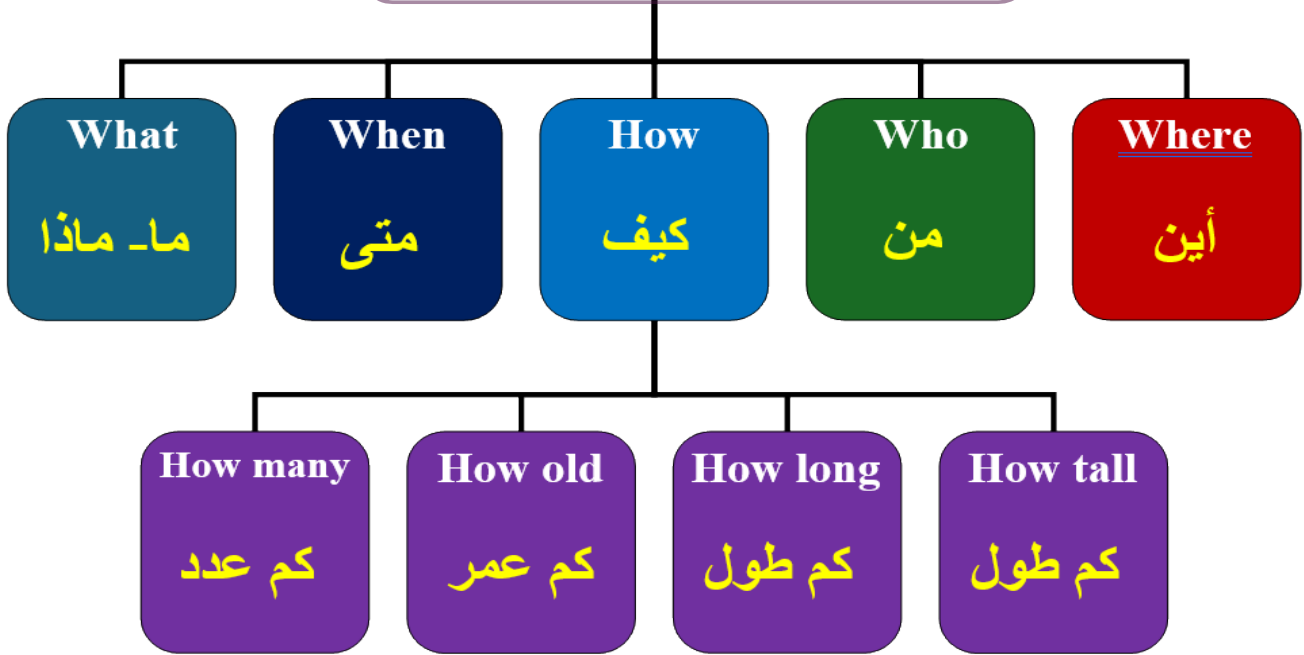 What
ما- ماذا
When
متى
How
كيف
Who
من
Where
أين
How many
كم عدد
How old
كم عمر
How long
كم طول
How tall
كم طول